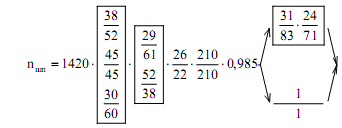 n шп = 1420 · 38/52 45/45 30/60 · 29/61 52/38 · 26/22 · 210/210 · 0,985 31/83 · 24/71 1/1